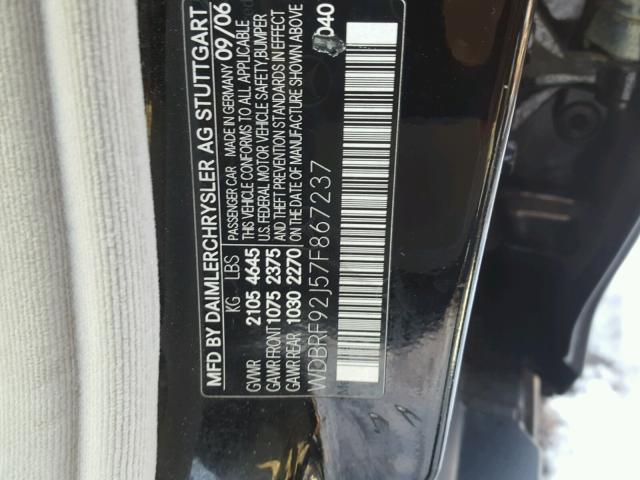 MFD BY DAIMLERCHRYSLER AG STUTTGART
PASSENGER CAR MADE IN GERMANY 09/06
KG LBS THIS VEHICLE CONFORMS TO ALL APPLICABLE
U.S. FEDERAL MOTOR VEHICLE SAFETY, BUMPER
GVWR 2105 4645 AND THEFT PREVENTION STANDARDS IN EFFECT
GAWR FRONT 1075 2375 ON THE DATE OF MANUFACTURE SHOWN ABOVE
GAWR REAR 1030 2270
040
WDBRF92J57F867237